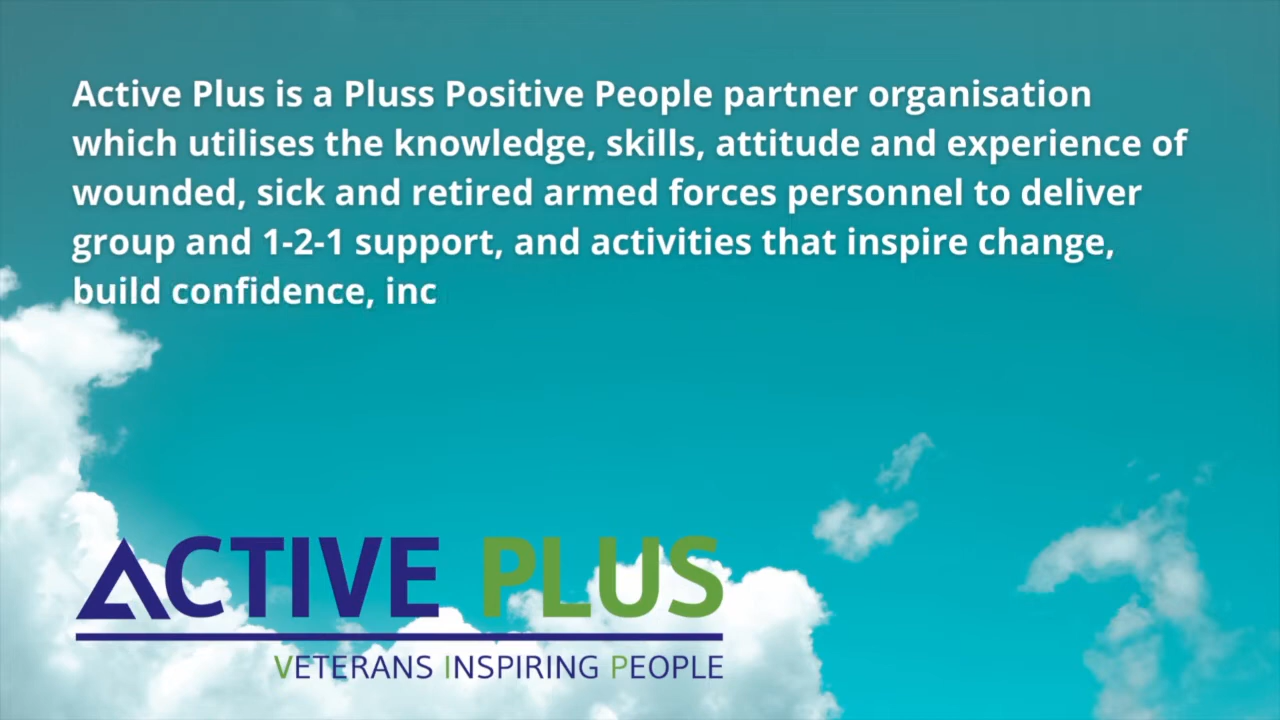 Active Plus is a Pluss Positive People partner organisation
which utilises the knowledge, skills, attitude and experience of
wounded, sick and retired armed forces personnel to deliver
group and 1-2-1 support, and activities that inspire change,
build confidence, inc
ACTIVE PLUS
VETERANS INSPIRING PEOPLE